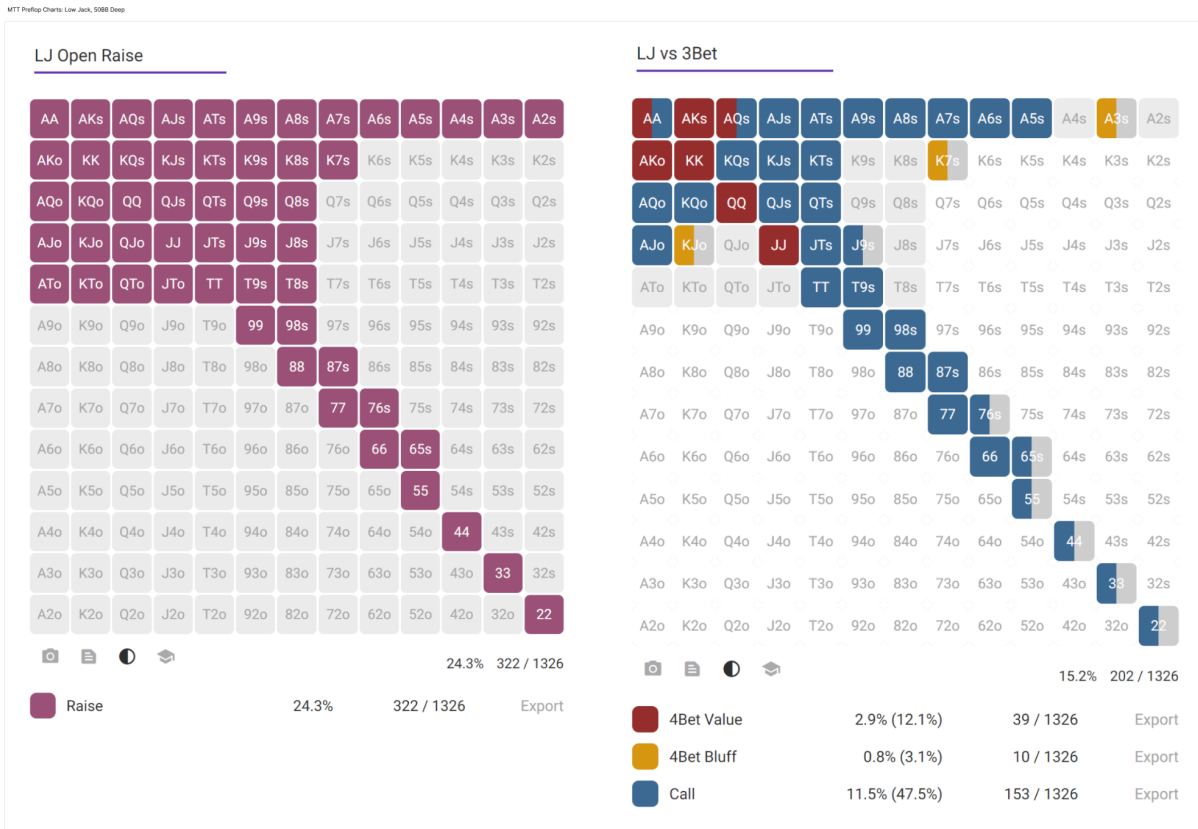 MTT Preflop Charts: Low Jack, 50BB Deep
LJ Open Raise
AA AKs AQs AJs ATs A9s A8s A7s A6s A5s A4s A3s A2s
AKo KK KQs KJs KTs K9s K8s K7s K6s K5s K4s K3s K2s
AQo KQo QQ QJs QTs Q9s Q8s Q7s Q6s Q5s Q4s Q3s Q2s
AJo KJo QJo JJ JTs J9s J8s J7s J6s J5s J4s J3s J2s
ATo KTo QTo JTo TT T9s T8s T7s T6s T5s T4s T3s T2s
A9o K9o Q9o J9o T9o 99 98s 97s 96s 95s 94s 93s 92s
A8o K8o Q8o J8o T8o 98o 88 87s 86s 85s 84s 83s 82s
A7o K7o Q7o J7o T7o 97o 87o 77 76s 75s 74s 73s 72s
A6o K6o Q6o J6o T6o 96o 86o 76o 66 65s 64s 63s 62s
A5o K5o Q5o J5o T5o 95o 85o 75o 65o 55 54s 53s 52s
A4o K4o Q4o J4o T4o 94o 84o 74o 64o 54o 44 43s 42s
A3o K3o Q3o J3o T3o 93o 83o 73o 63o 53o 43o 33 32s
A2o K2o Q2o J2o T2o 92o 82o 72o 62o 52o 42o 32o 22
24.3% 322 / 1326
Raise 24.3% 322 / 1326 Export
LJ vs 3Bet
AA AKs AQs AJs ATs A9s A8s A7s A6s A5s A4s A3s A2s
AKo KK KQs KJs KTs K9s K8s K7s K6s K5s K4s K3s K2s
AQo KQo QQ QJs QTs Q9s Q8s Q7s Q6s Q5s Q4s Q3s Q2s
AJo KJo QJo JJ JTs J9s J8s J7s J6s J5s J4s J3s J2s
ATo KTo QTo JTo TT T9s T8s T7s T6s T5s T4s T3s T2s
A9o K9o Q9o J9o T9o 99 98s 97s 96s 95s 94s 93s 92s
A8o K8o Q8o J8o T8o 98o 88 87s 86s 85s 84s 83s 82s
A7o K7o Q7o J7o T7o 97o 87o 77 76s 75s 74s 73s 72s
A6o K6o Q6o J6o T6o 96o 86o 76o 66 65s 64s 63s 62s
A5o K5o Q5o J5o T5o 95o 85o 75o 65o 55 54s 53s 52s
A4o K4o Q4o J4o T4o 94o 84o 74o 64o 54o 44 43s 42s
A3o K3o Q3o J3o T3o 93o 83o 73o 63o 53o 43o 33 32s
A2o K2o Q2o J2o T2o 92o 82o 72o 62o 52o 42o 32o 22
15.2% 202 / 1326
4Bet Value 2.9% (12.1%) 39 / 1326 Export
4Bet Bluff 0.8% (3.1%) 10 / 1326 Export
Call 11.5% (47.5%) 153 / 1326 Export